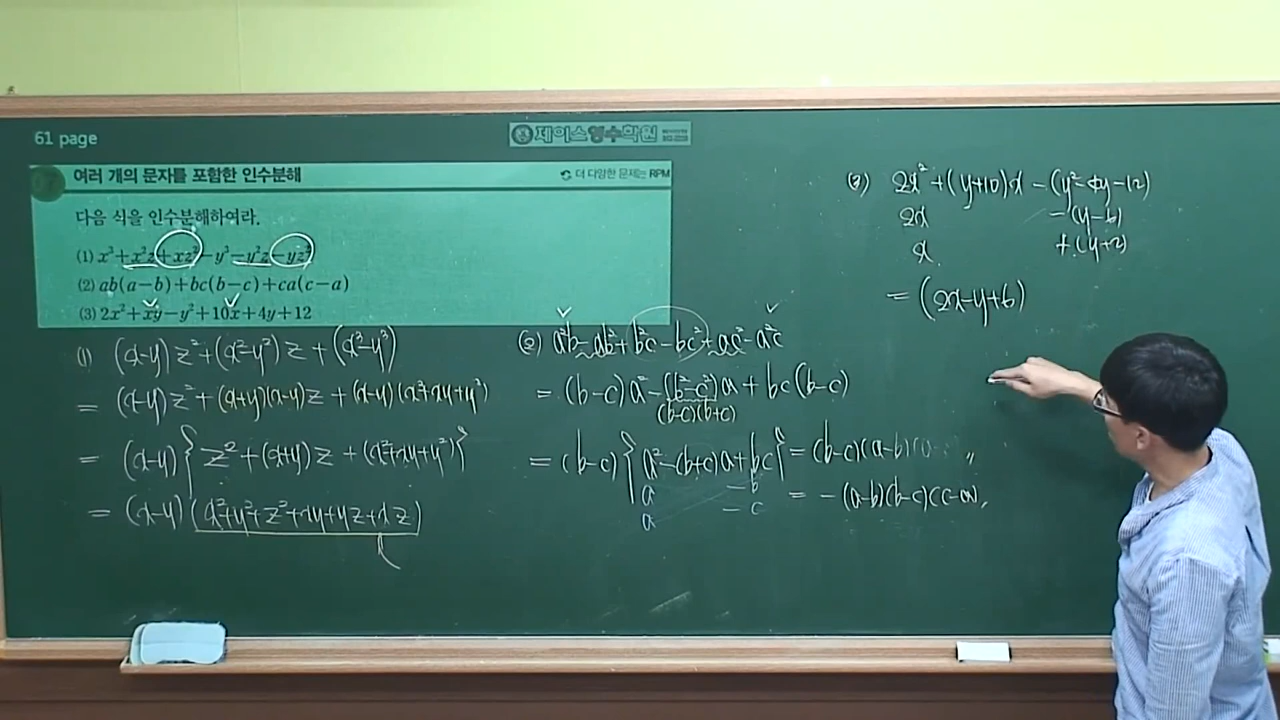 61 page
제이스영수학원
여러 개의 문자를 포함한 인수분해
더 다양한 문제는 RPM
다음 식을 인수분해하여라.
(1) x³+x²z+xz²−y³−y²z−yz²
(2) ab(a−b)+bc(b−c)+ca(c−a)
(3) 2x²+xy−y²+10x+4y+12
(1) (x-y)z²+(x²-y²)z+(x³-y³)
= (x-y)z²+(x+y)(x-y)z+(x-y)(x²+xy+y²)
= (x-y){z²+(x+y)z+(x²+xy+y²)}
= (x-y)(x²+y²+z²+xy+yz+xz)
(2) a²b-ab²+b²c-bc²+ac²-a²c
= (b-c)a²-(b²-c²)a+bc(b-c)
(b-c)(b+c)
= (b-c){a²-(b+c)a+bc} = (b-c)(a-b)
a -b
a -c
= -(a-b)(b-c)(c-a)
(3) 2x²+(y+10)x-(y²-4y-12)
2x -(y-6)
x +(y+2)
= (2x-y+6)